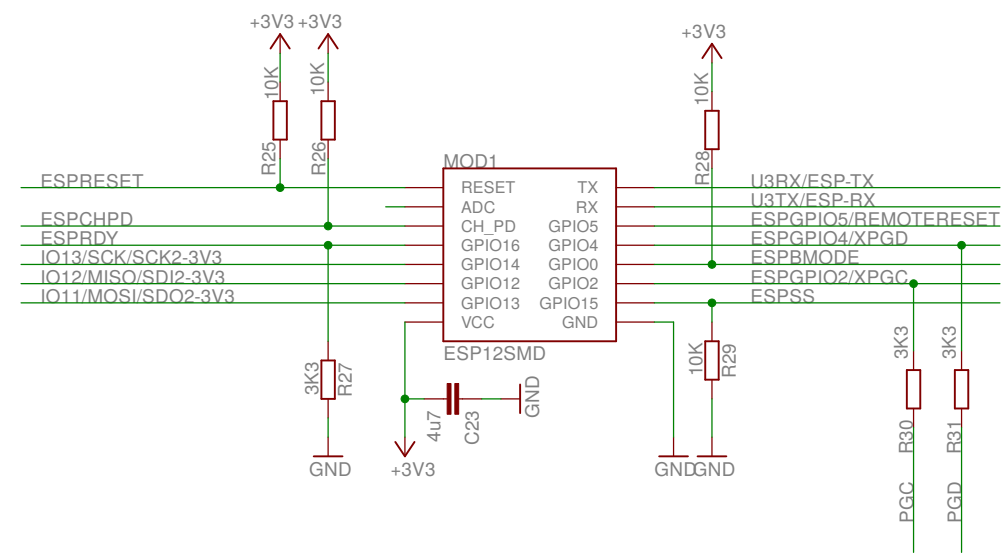 +3V3 +3V3
+3V3
10K
10K
10K
R25
R26
R28
MOD1
ESPRESET
RESET
TX
U3RX/ESP-TX
ADC
RX
U3TX/ESP-RX
ESPCHPD
CH_PD
GPIO5
ESPGPIO5/REMOTERESET
ESPRDY
GPIO16
GPIO4
ESPGPIO4/XPGD
IO13/SCK/SCK2-3V3
GPIO14
GPIO0
ESPBMODE
IO12/MISO/SDI2-3V3
GPIO12
GPIO2
ESPGPIO2/XPGC
IO11/MOSI/SDO2-3V3
GPIO13
GPIO15
ESPSS
VCC
GND
ESP12SMD
3K3
R27
10K
R29
3K3
3K3
4u7
C23
GND
R30
R31
GND
+3V3
GND
GND
PGC
PGD